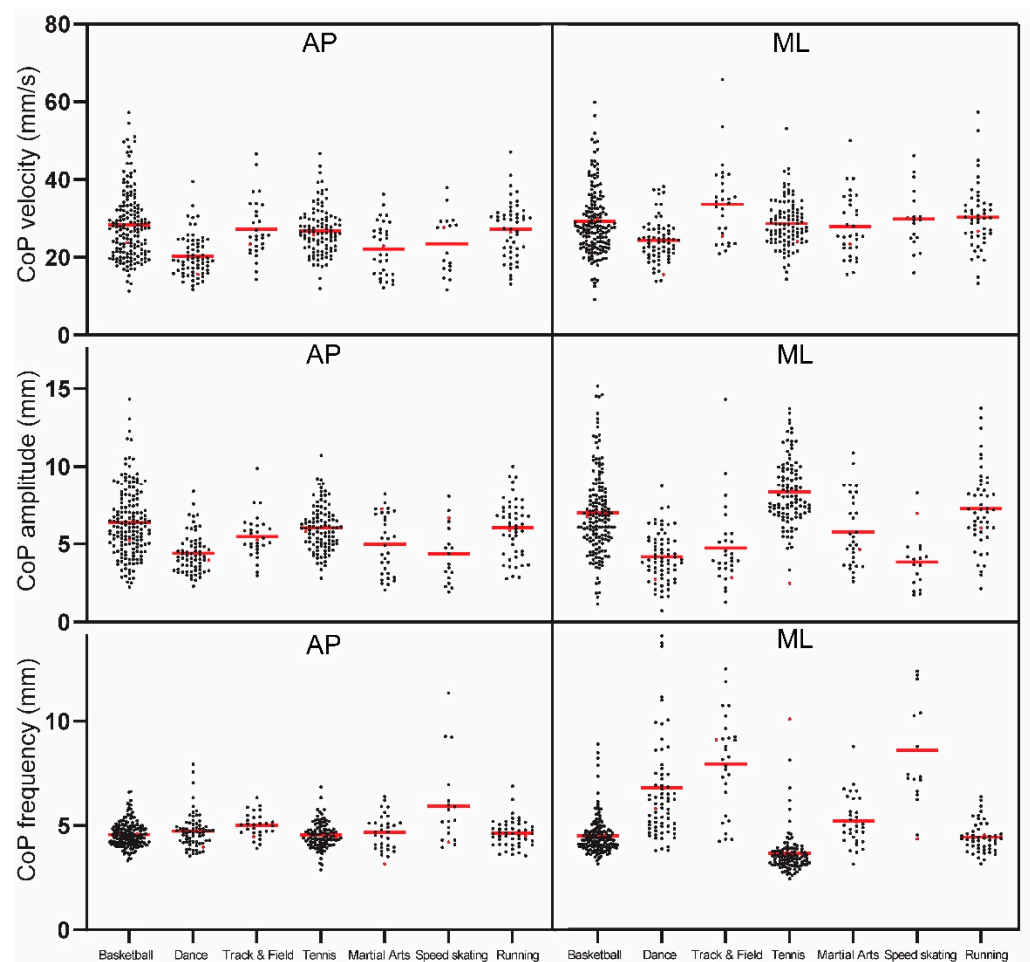 AP ML
CoP velocity (mm/s)
80
60
40
20
0
AP ML
CoP amplitude (mm)
15
10
5
0
AP ML
CoP frequency (mm)
10
5
0
Basketball Dance Track & Field Tennis Martial Arts Speed skating Running Basketball Dance Track & Field Tennis Martial Arts Speed skating Running